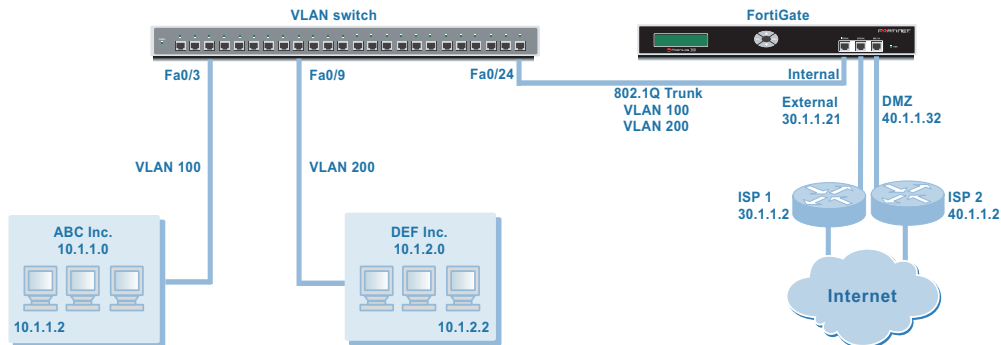 VLAN switch
FortiGate
FORTINET
Fa0/3
Fa0/9
Fa0/24
Internal
802.1Q Trunk
VLAN 100
VLAN 200
External
30.1.1.21
DMZ
40.1.1.32
VLAN 100
VLAN 200
ISP 1
30.1.1.2
ISP 2
40.1.1.2
ABC Inc.
10.1.1.0
10.1.1.2
DEF Inc.
10.1.2.0
10.1.2.2
Internet